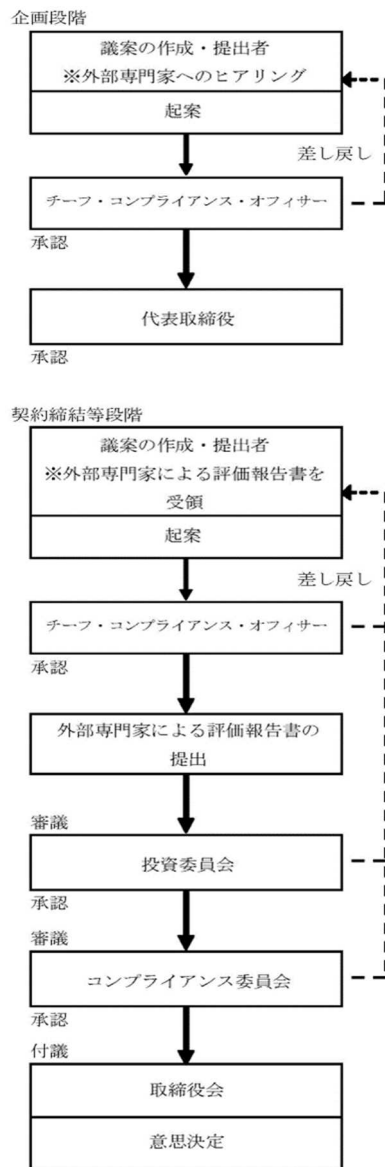 企画段階
議案の作成・提出者
※外部専門家へのヒアリング
起案
差し戻し
チーフ・コンプライアンス・オフィサー
承認
代表取締役
承認
契約締結等段階
議案の作成・提出者
※外部専門家による評価報告書を
受領
起案
差し戻し
チーフ・コンプライアンス・オフィサー
承認
外部専門家による評価報告書の
提出
審議
投資委員会
承認
審議
コンプライアンス委員会
承認
付議
取締役会
意思決定